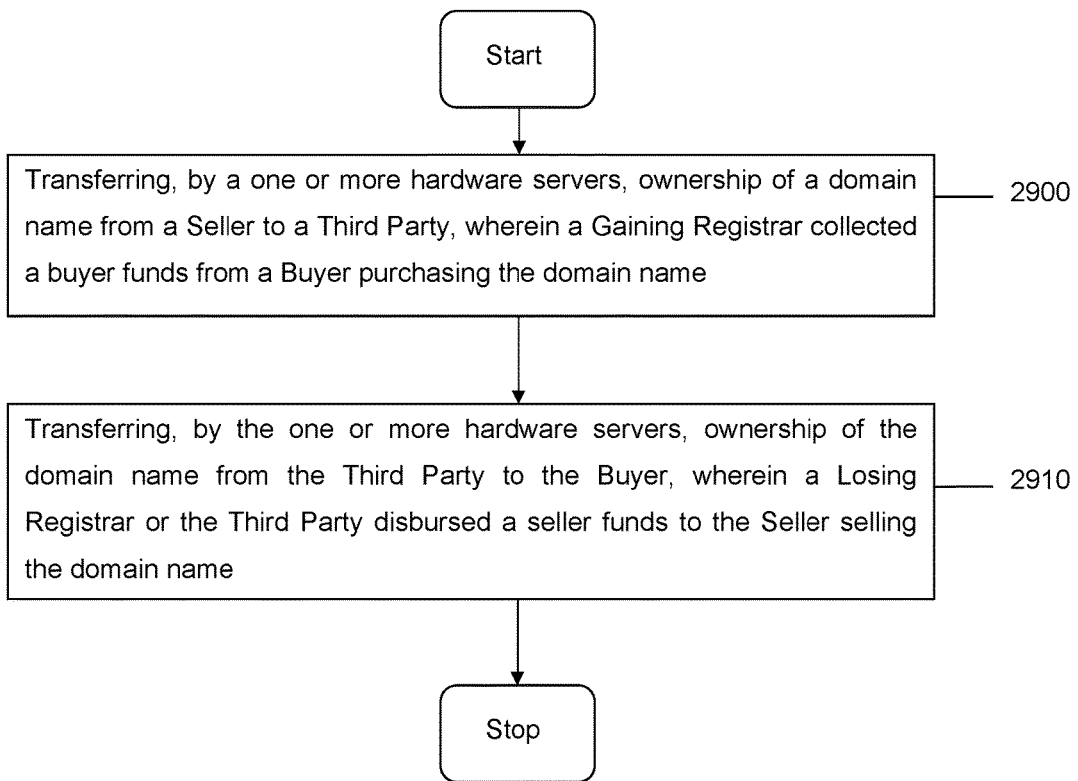 Start
Transferring, by a one or more hardware servers, ownership of a domain
name from a Seller to a Third Party, wherein a Gaining Registrar collected
a buyer funds from a Buyer purchasing the domain name
2900
Transferring, by the one or more hardware servers, ownership of the
domain name from the Third Party to the Buyer, wherein a Losing
Registrar or the Third Party disbursed a seller funds to the Seller selling
the domain name
2910
Stop